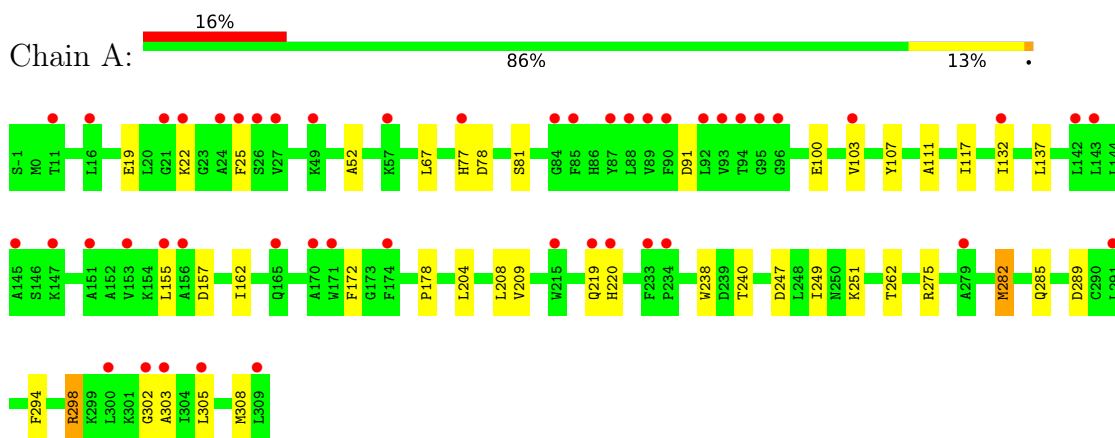 16%
Chain A:
86% 13% •
S-1 M0 T11 L16 E19 L20 G21 K22 G23 A24 F25 S26 V27 K49 A52 K57 L67 H77 D78 S81 G84 F85 H86 Y87 L88 V89 F90 D91 L92 V93 T94 G95 G96 E100 V103 Y107 A111 I117 I132 L137 L142 L143 L144
A145 S146 K147 A151 A152 V153 K154 L155 A156 D157 I162 Q165 A170 W171 F172 G173 F174 P178 L204 L208 V209 W215 Q219 H220 F233 P234 W238 D239 T240 D247 L248 I249 N250 K251 T262 R275 A279 M282 Q285 D289 C290 L291
F294 R298 K299 L300 K301 G302 A303 I304 L305 M308 L309